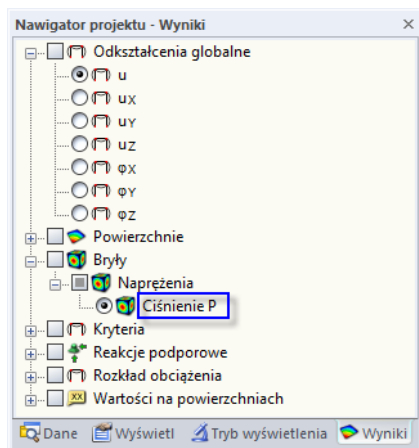 Nawigator projektu - Wyniki
Odkształcenia globalne
u
uX
uY
uZ
φX
φY
φZ
Powierzchnie
Bryły
Naprężenia
Ciśnienie P
Kryteria
Reakcje podporowe
Rozkład obciążenia
xx Wartości na powierzchniach
Dane Wyświetl Tryb wyświetlenia Wyniki